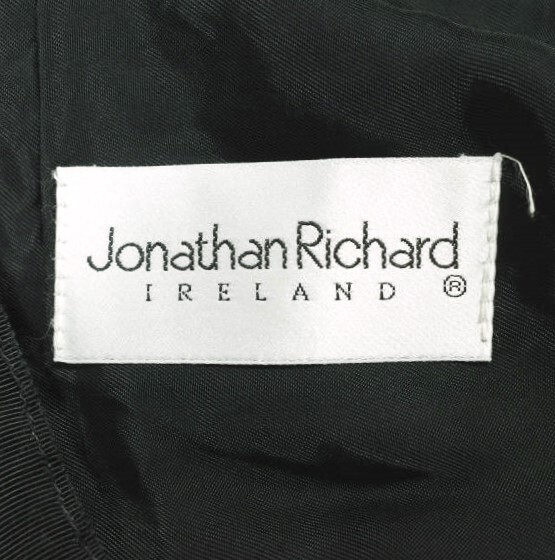 Jonathan Richard
IRELAND ®